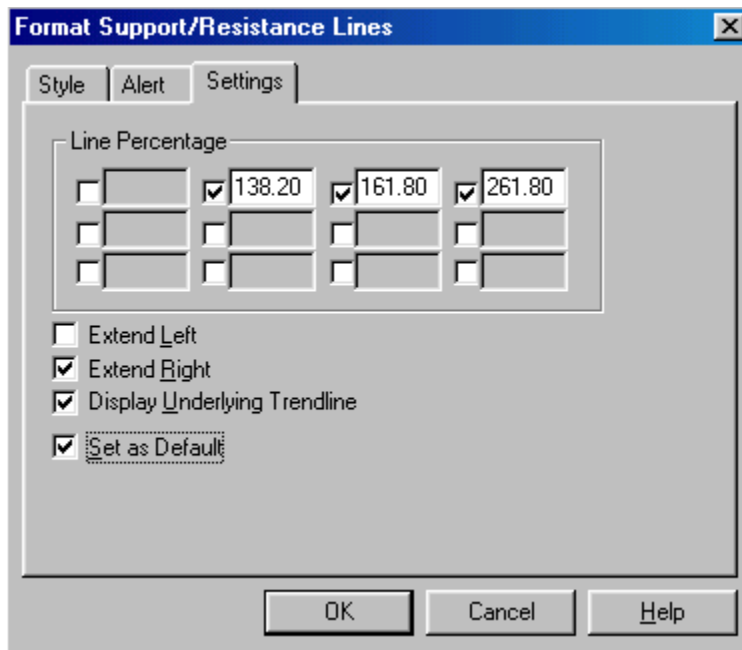 Format Support/Resistance Lines
Style Alert Settings
Line Percentage
138.20 161.80 261.80
Extend Left
Extend Right
Display Underlying Trendline
Set as Default
OK Cancel Help